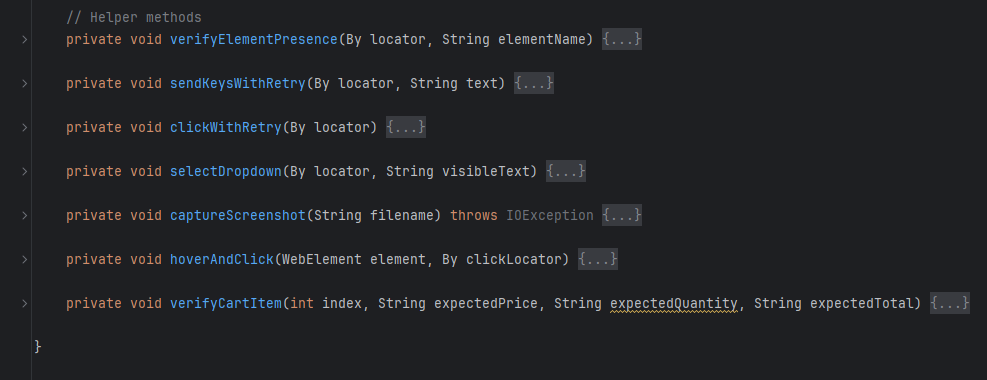 // Helper methods
private void verifyElementPresence(By locator, String elementName) {...}
private void sendKeysWithRetry(By locator, String text) {...}
private void clickWithRetry(By locator) {...}
private void selectDropdown(By locator, String visibleText) {...}
private void captureScreenshot(String filename) throws IOException {...}
private void hoverAndClick(WebElement element, By clickLocator) {...}
private void verifyCartItem(int index, String expectedPrice, String expectedQuantity, String expectedTotal) {...}
}